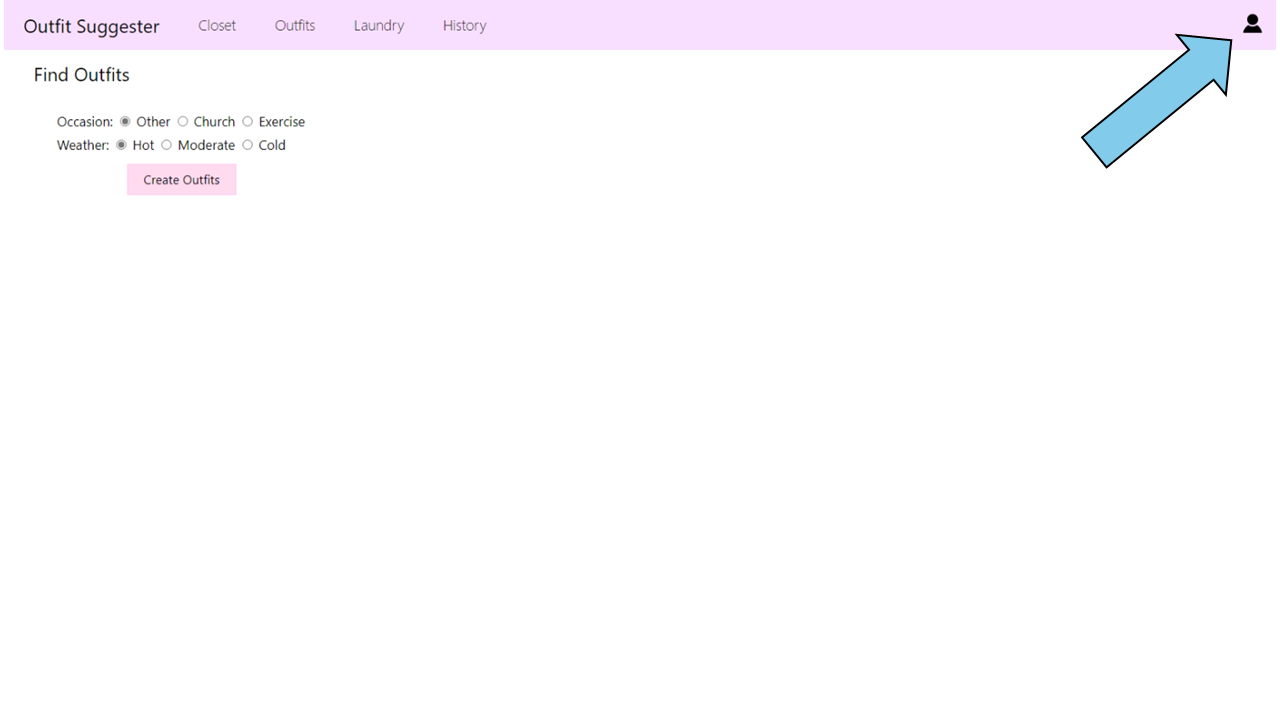 Outfit Suggester Closet Outfits Laundry History
Find Outfits
Occasion: Other Church Exercise
Weather: Hot Moderate Cold
Create Outfits